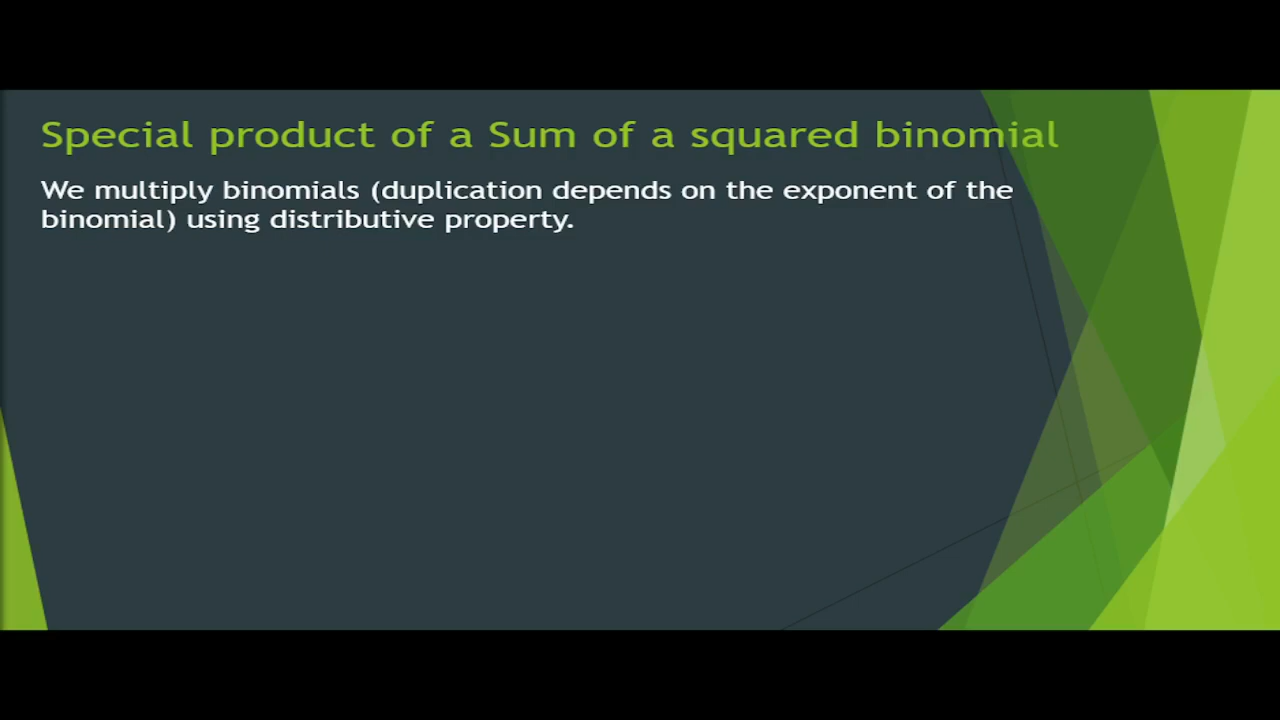 Special product of a Sum of a squared binomial
We multiply binomials (duplication depends on the exponent of the
binomial) using distributive property.